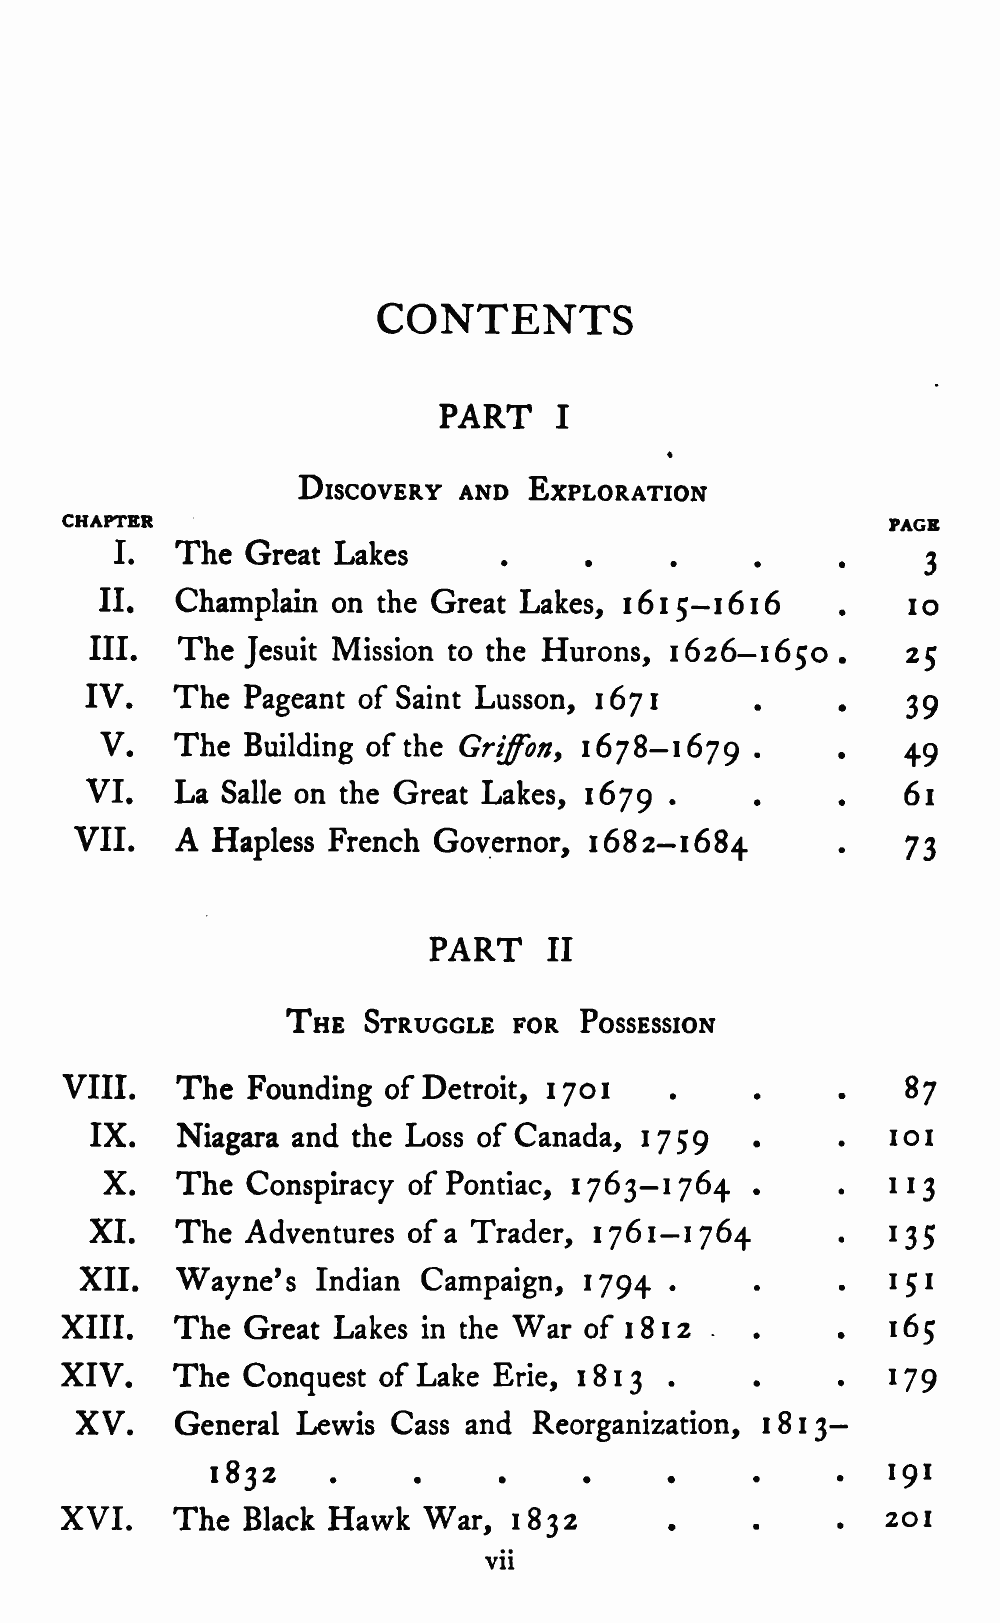 CONTENTS
PART I
Discovery and Exploration
CHAPTER PAGE
I. The Great Lakes . . . . . 3
II. Champlain on the Great Lakes, 1615–1616 . 10
III. The Jesuit Mission to the Hurons, 1626–1650 . 25
IV. The Pageant of Saint Lusson, 1671 . . 39
V. The Building of the Griffon, 1678–1679 . . 49
VI. La Salle on the Great Lakes, 1679 . . . 61
VII. A Hapless French Governor, 1682–1684 . 73
PART II
The Struggle for Possession
VIII. The Founding of Detroit, 1701 . . . 87
IX. Niagara and the Loss of Canada, 1759 . . 101
X. The Conspiracy of Pontiac, 1763–1764 . . 113
XI. The Adventures of a Trader, 1761–1764 . 135
XII. Wayne's Indian Campaign, 1794 . . . 151
XIII. The Great Lakes in the War of 1812 . . . 165
XIV. The Conquest of Lake Erie, 1813 . . . 179
XV. General Lewis Cass and Reorganization, 1813–
1832 . . . . . . . 191
XVI. The Black Hawk War, 1832 . . . 201
vii